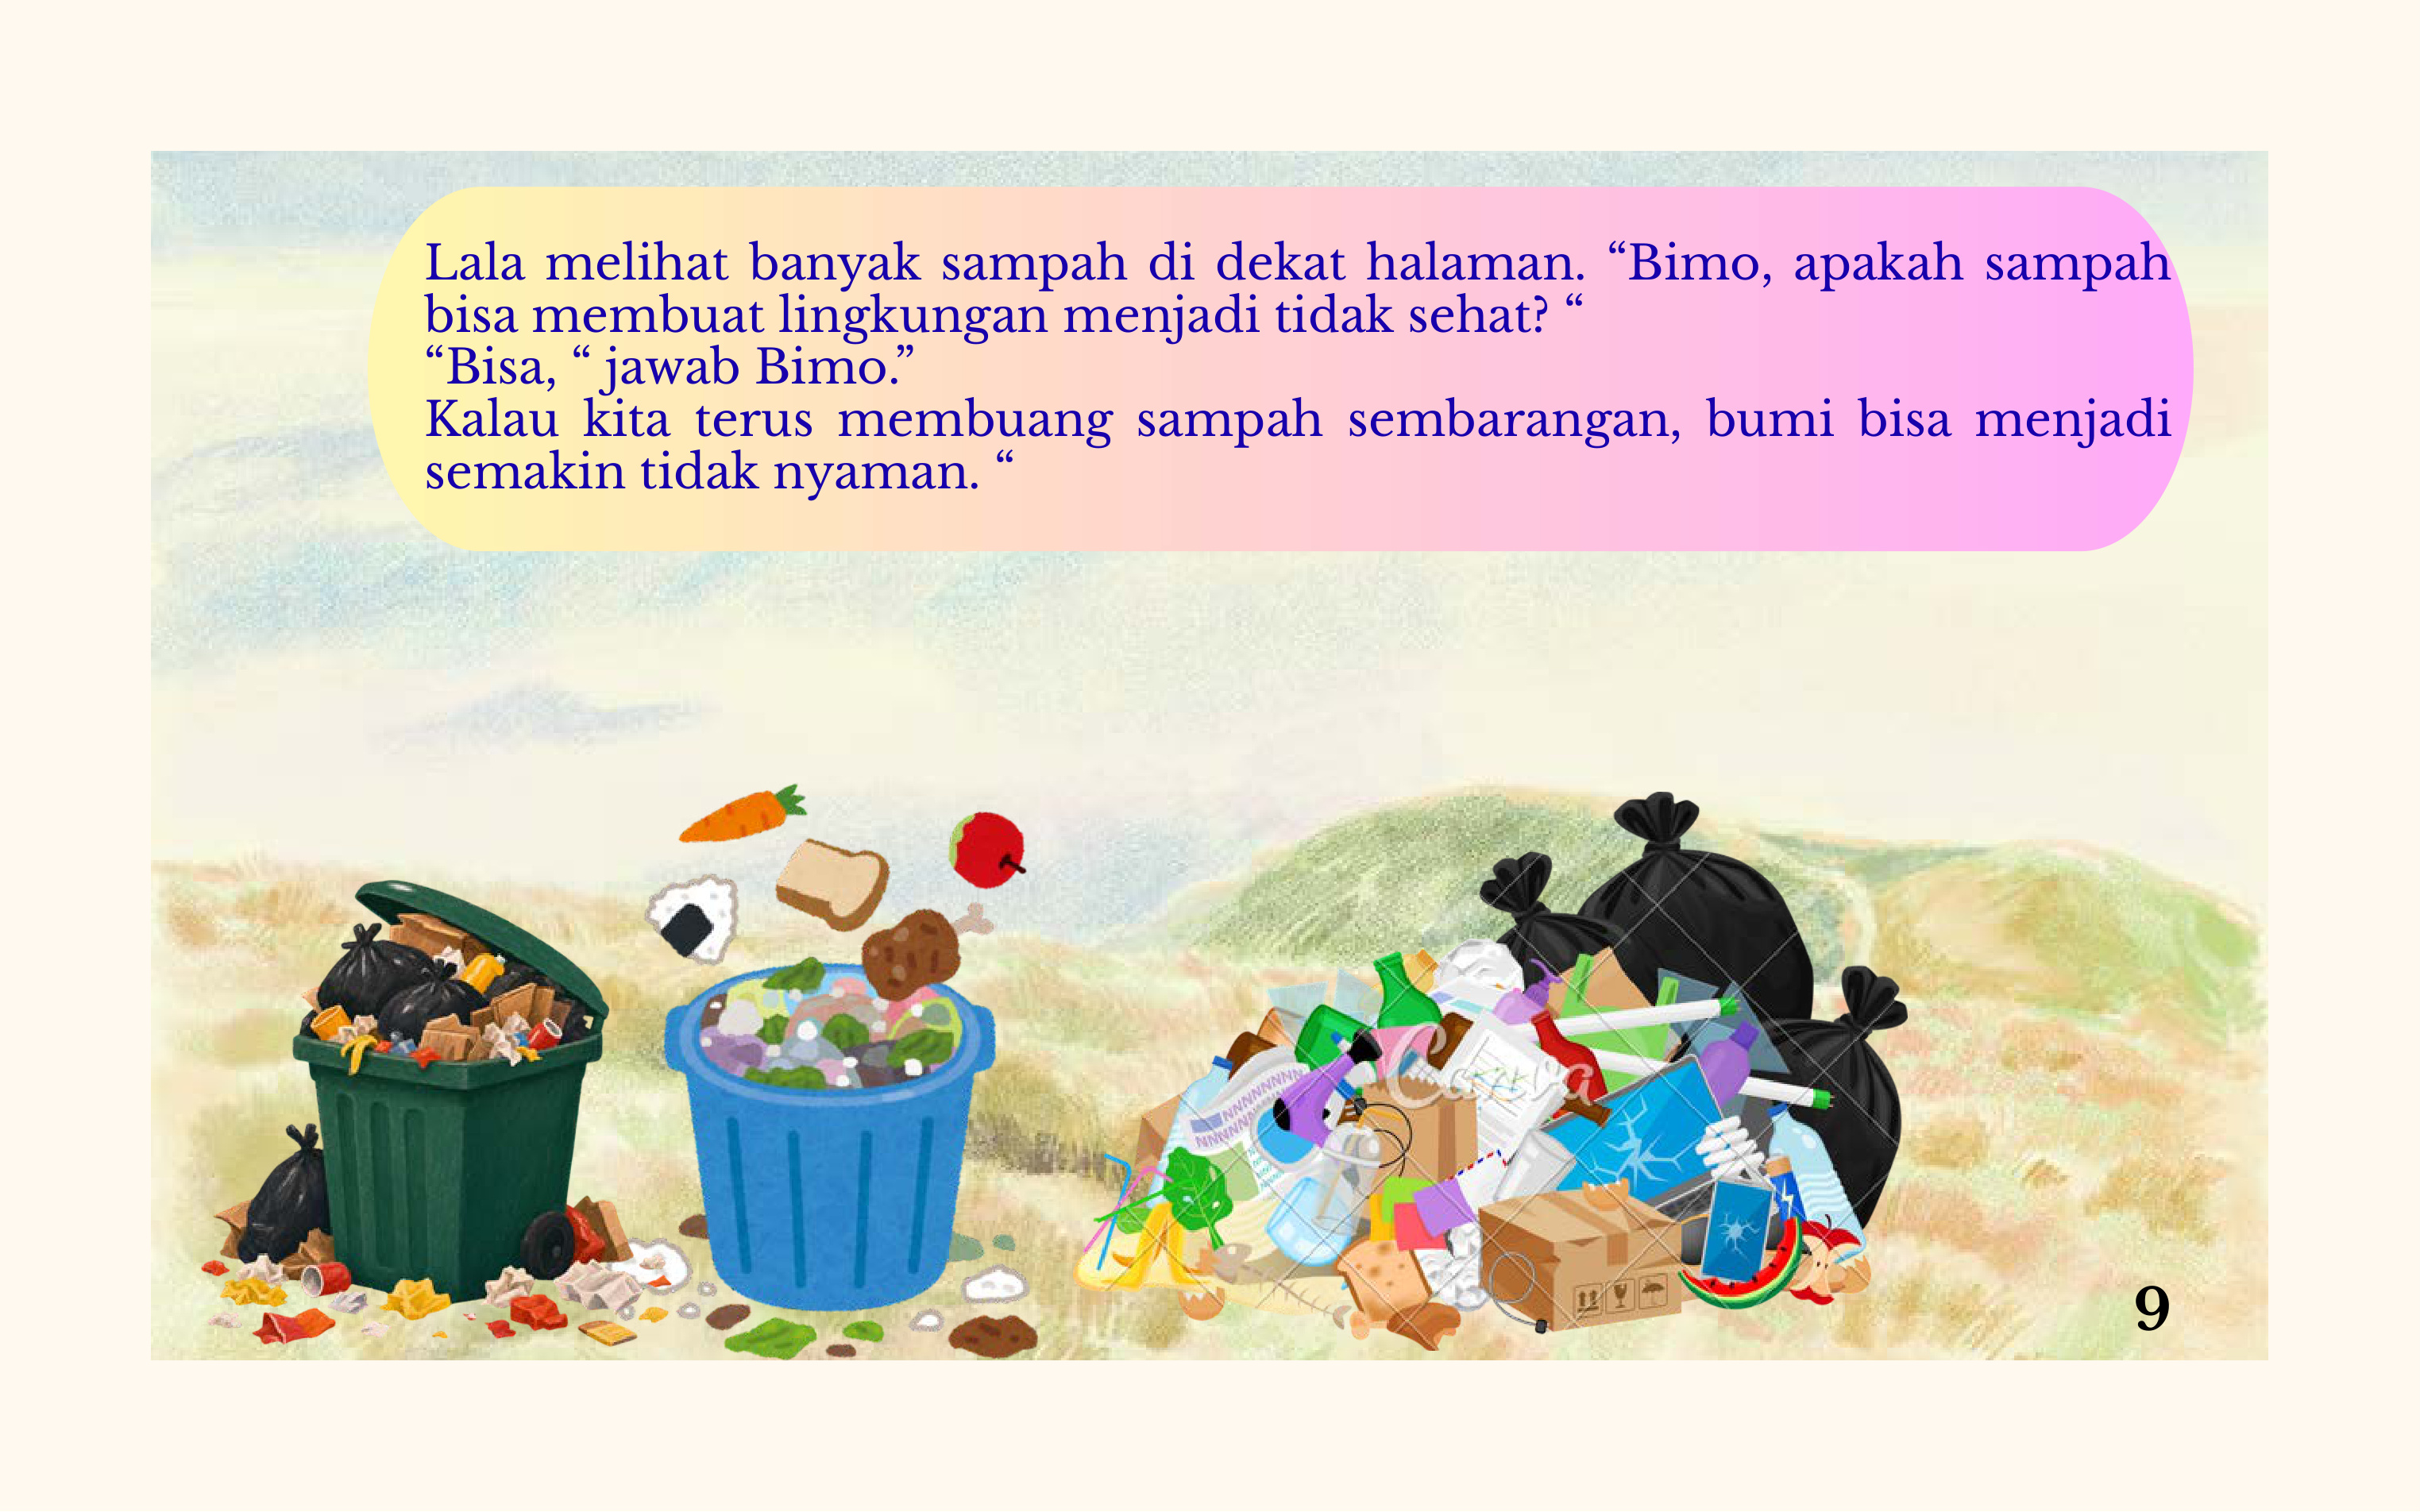 Lala melihat banyak sampah di dekat halaman. “Bimo, apakah sampah
bisa membuat lingkungan menjadi tidak sehat? “
“Bisa, “ jawab Bimo.”
Kalau kita terus membuang sampah sembarangan, bumi bisa menjadi
semakin tidak nyaman. “
Canva
9